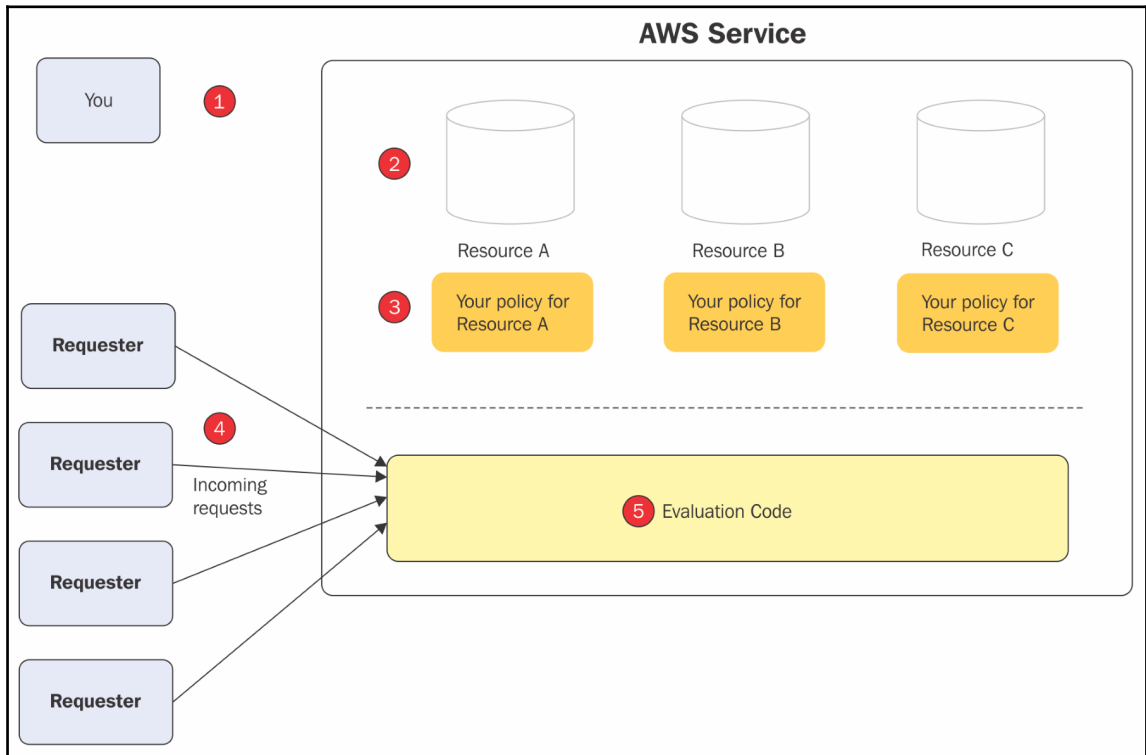 AWS Service
You
1
2
Resource A
Resource B
Resource C
3
Your policy for
Resource A
Your policy for
Resource B
Your policy for
Resource C
Requester
4
Requester
Incoming
requests
5
Evaluation Code
Requester
Requester